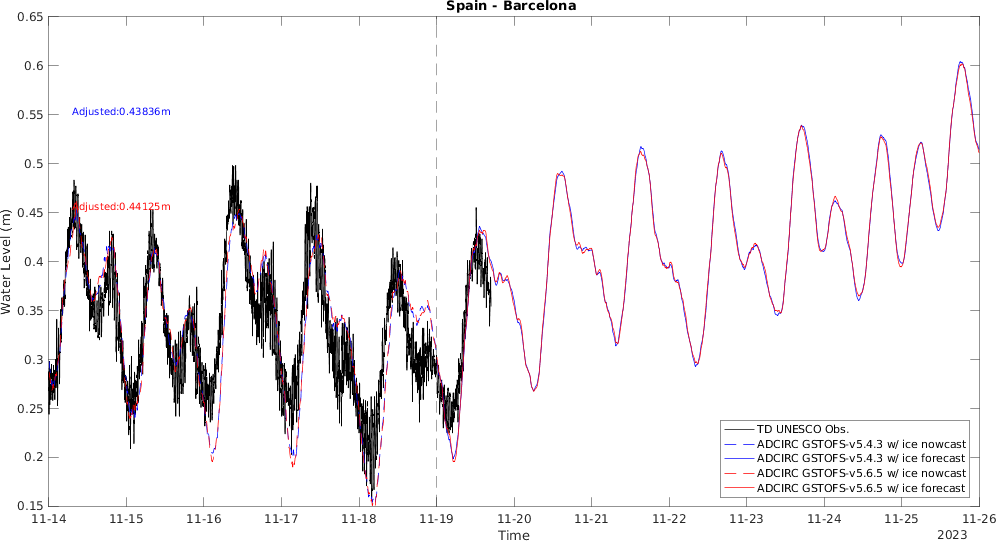 Spain - Barcelona
0.65
0.6
0.55
0.5
0.45
0.4
0.35
0.3
0.25
0.2
0.15
Water Level (m)
Adjusted:0.43836m
Adjusted:0.44125m
TD UNESCO Obs.
ADCIRC GSTOFS-v5.4.3 w/ ice nowcast
ADCIRC GSTOFS-v5.4.3 w/ ice forecast
ADCIRC GSTOFS-v5.6.5 w/ ice nowcast
ADCIRC GSTOFS-v5.6.5 w/ ice forecast
11-14 11-15 11-16 11-17 11-18 11-19 11-20 11-21 11-22 11-23 11-24 11-25 11-26
Time
2023